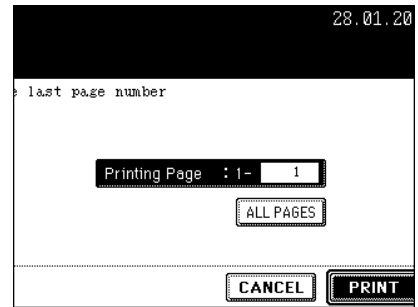 28.01.20
last page number
Printing Page : 1- 1
ALL PAGES
CANCEL PRINT